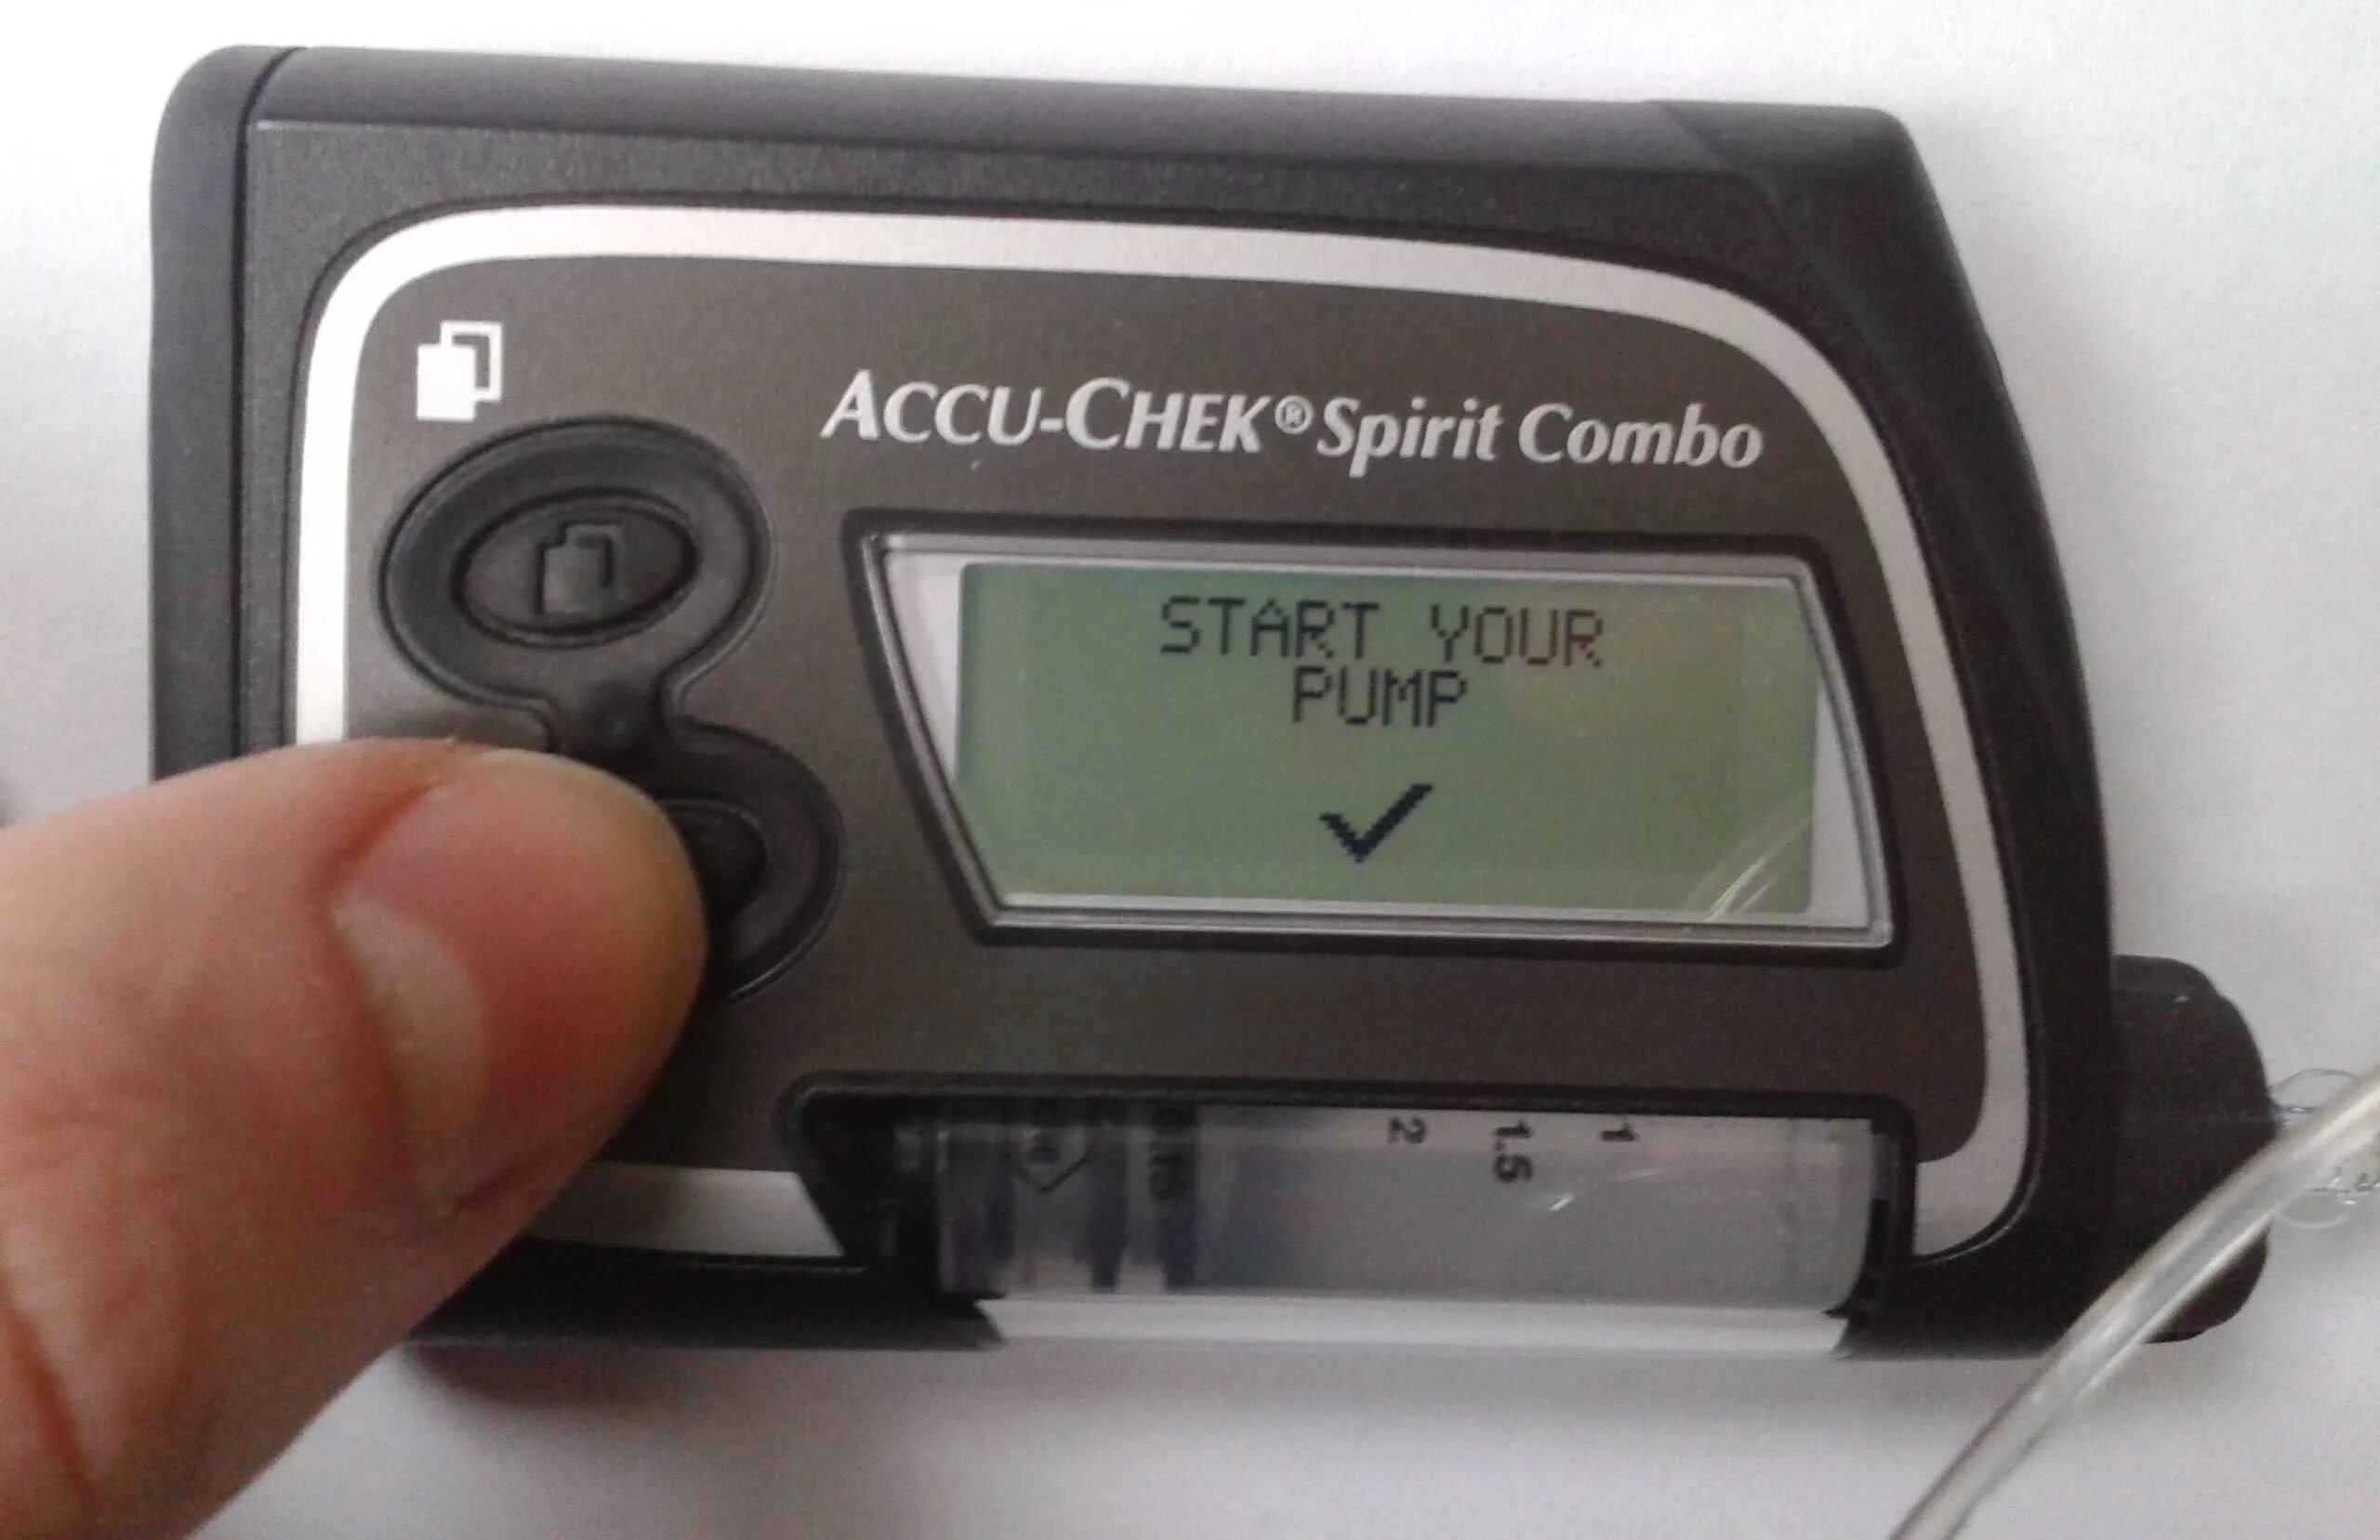 ACCU-CHEK® Spirit Combo
START YOUR
PUMP
2
1.5
1